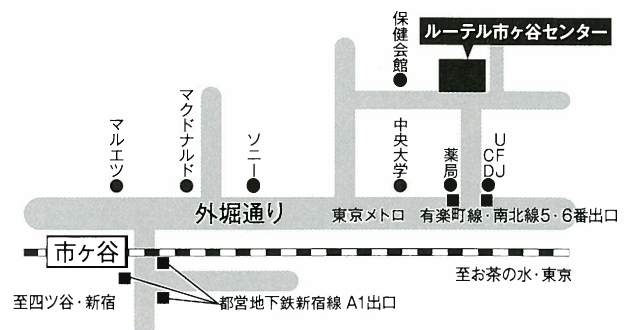 ルーテル市ヶ谷センター
保健会館
マルエツ
マクドナルド
ソニー
中央大学
薬局
UFJ
CD
外堀通り
東京メトロ 有楽町線・南北線5・6番出口
市ヶ谷
至お茶の水・東京
至四ツ谷・新宿
都営地下鉄新宿線 A1出口